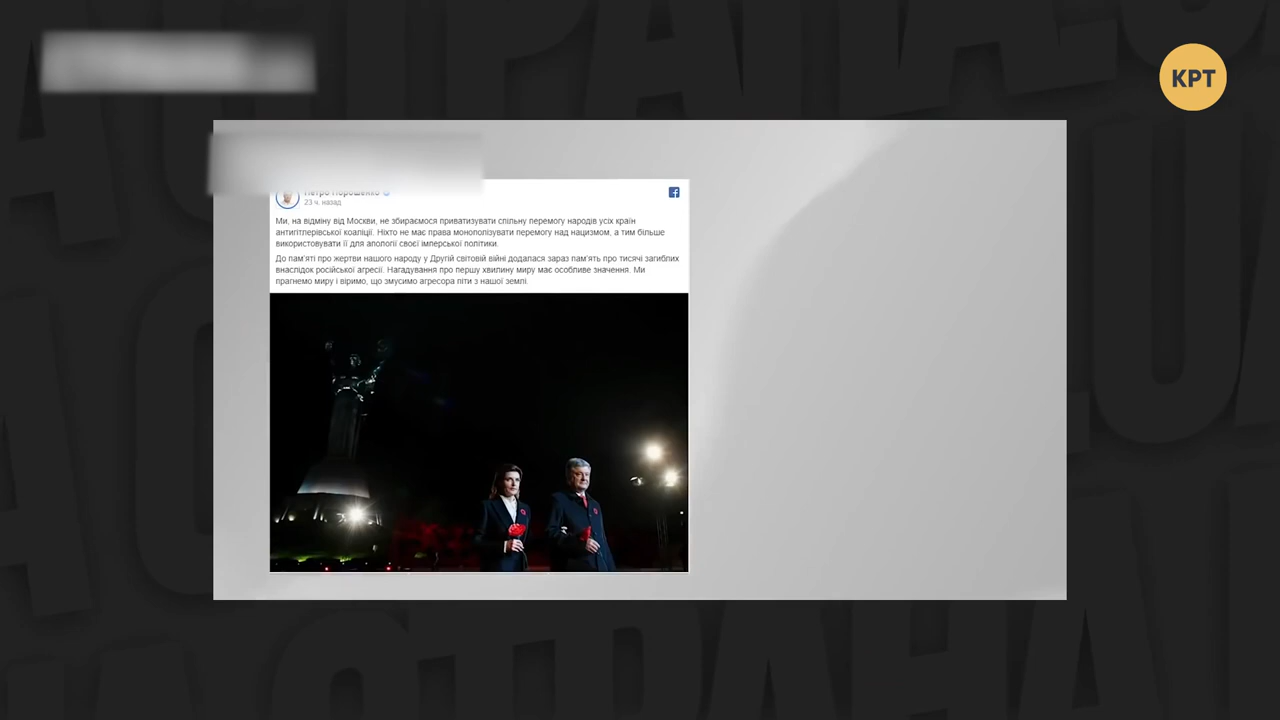 КРТ
Петро Порошенко
23 ч. назад
Ми, на відміну від Москви, не збираємося приватизувати спільну перемогу народів усіх країн
антигітлерівської коаліції. Ніхто не має права монополізувати перемогу над нацизмом, а тим більше
використовувати її для апології своєї імперської політики.
До пам'яті про жертви нашого народу у Другій світовій війні додалася зараз пам'ять про тисячі загиблих
внаслідок російської агресії. Нагадування про першу хвилину миру має особливе значення. Ми
прагнемо миру і віримо, що змусимо агресора піти з нашої землі.